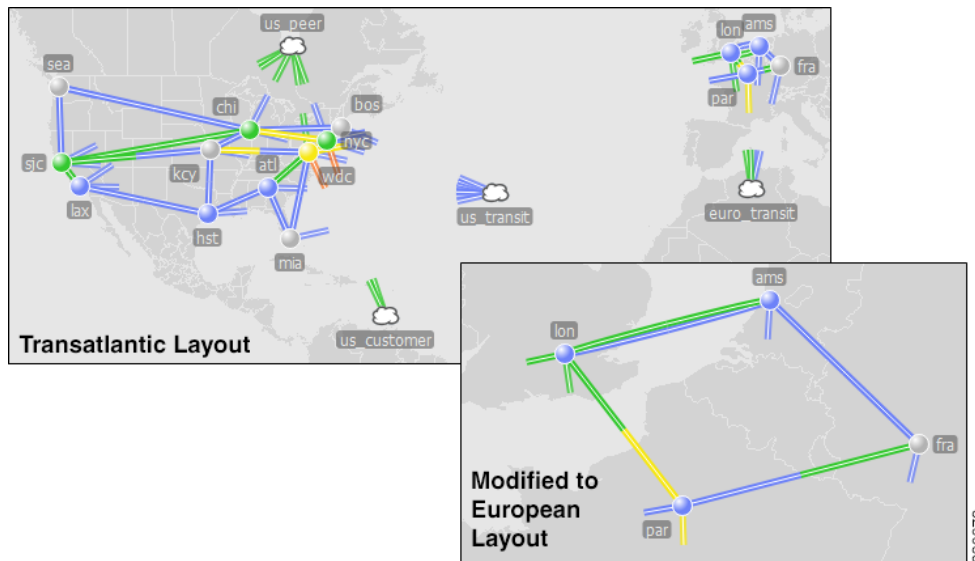 us_peer
lon
ams
sea
fra
chi
bos
par
nyc
sjc
kcy
atl
wdc
lax
us_transit
euro_transit
hst
mia
us_customer
Transatlantic Layout
ams
lon
fra
Modified to
European
Layout
par